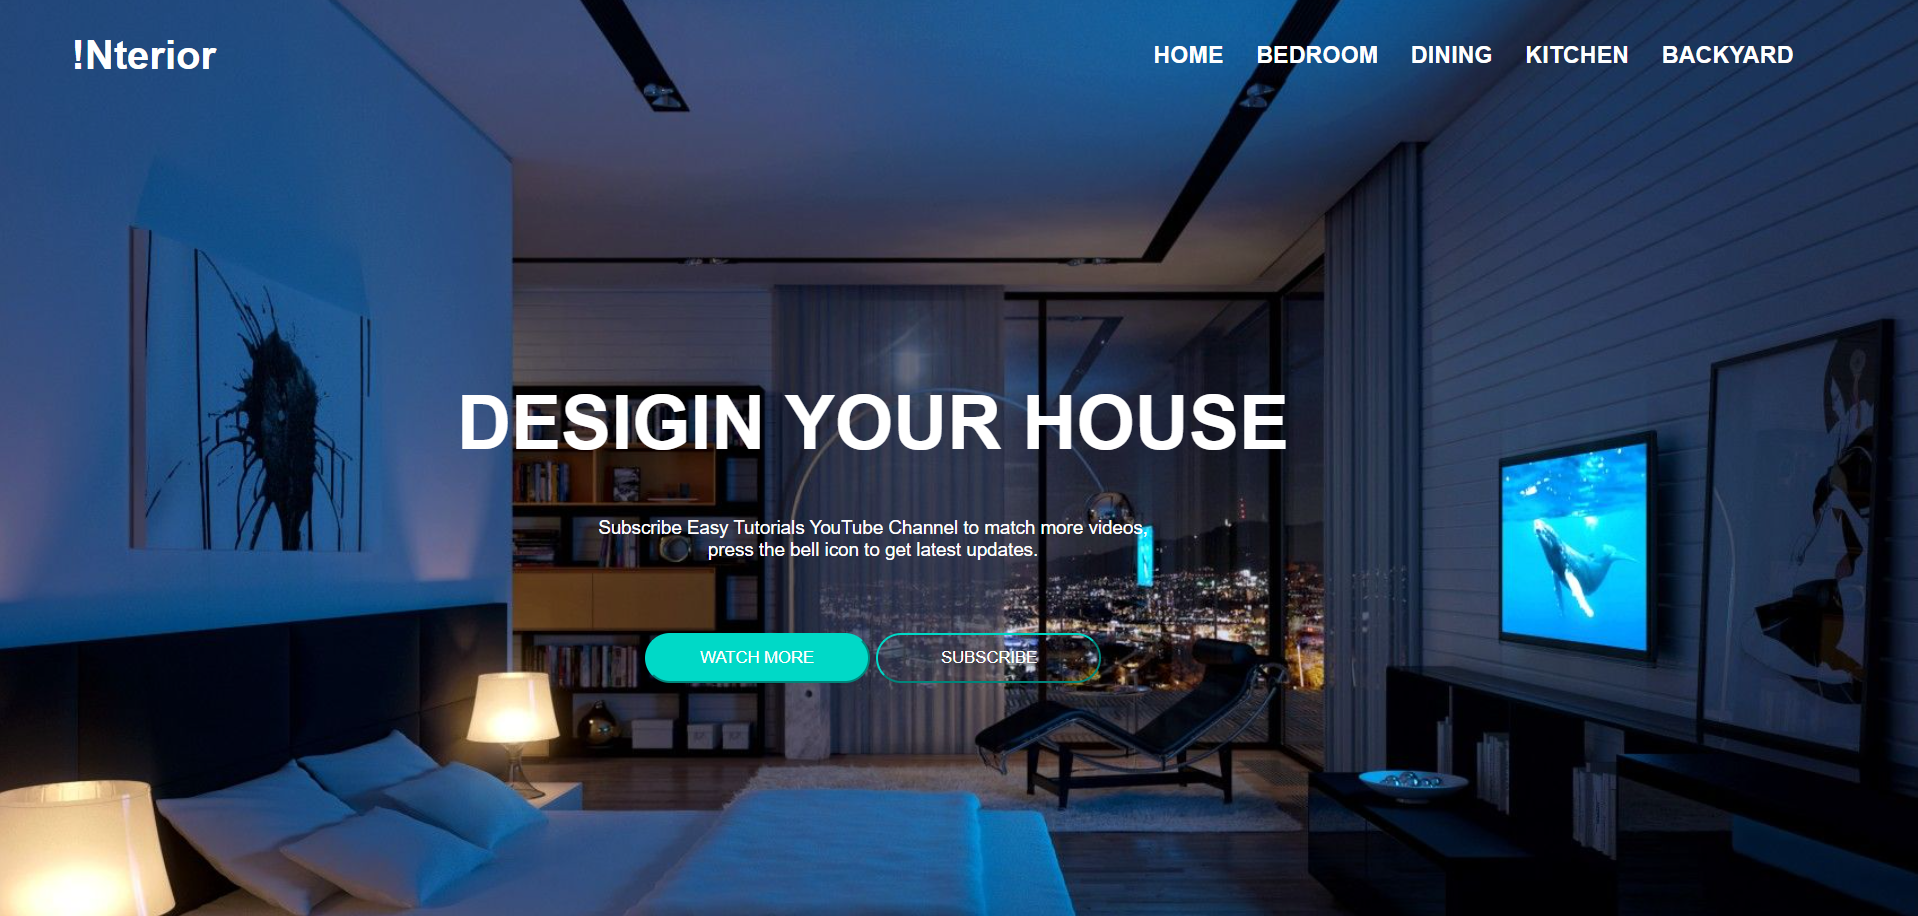 !Nterior
HOME BEDROOM DINING KITCHEN BACKYARD
DESIGIN YOUR HOUSE
Subscribe Easy Tutorials YouTube Channel to match more videos,
press the bell icon to get latest updates.
WATCH MORE
SUBSCRIBE